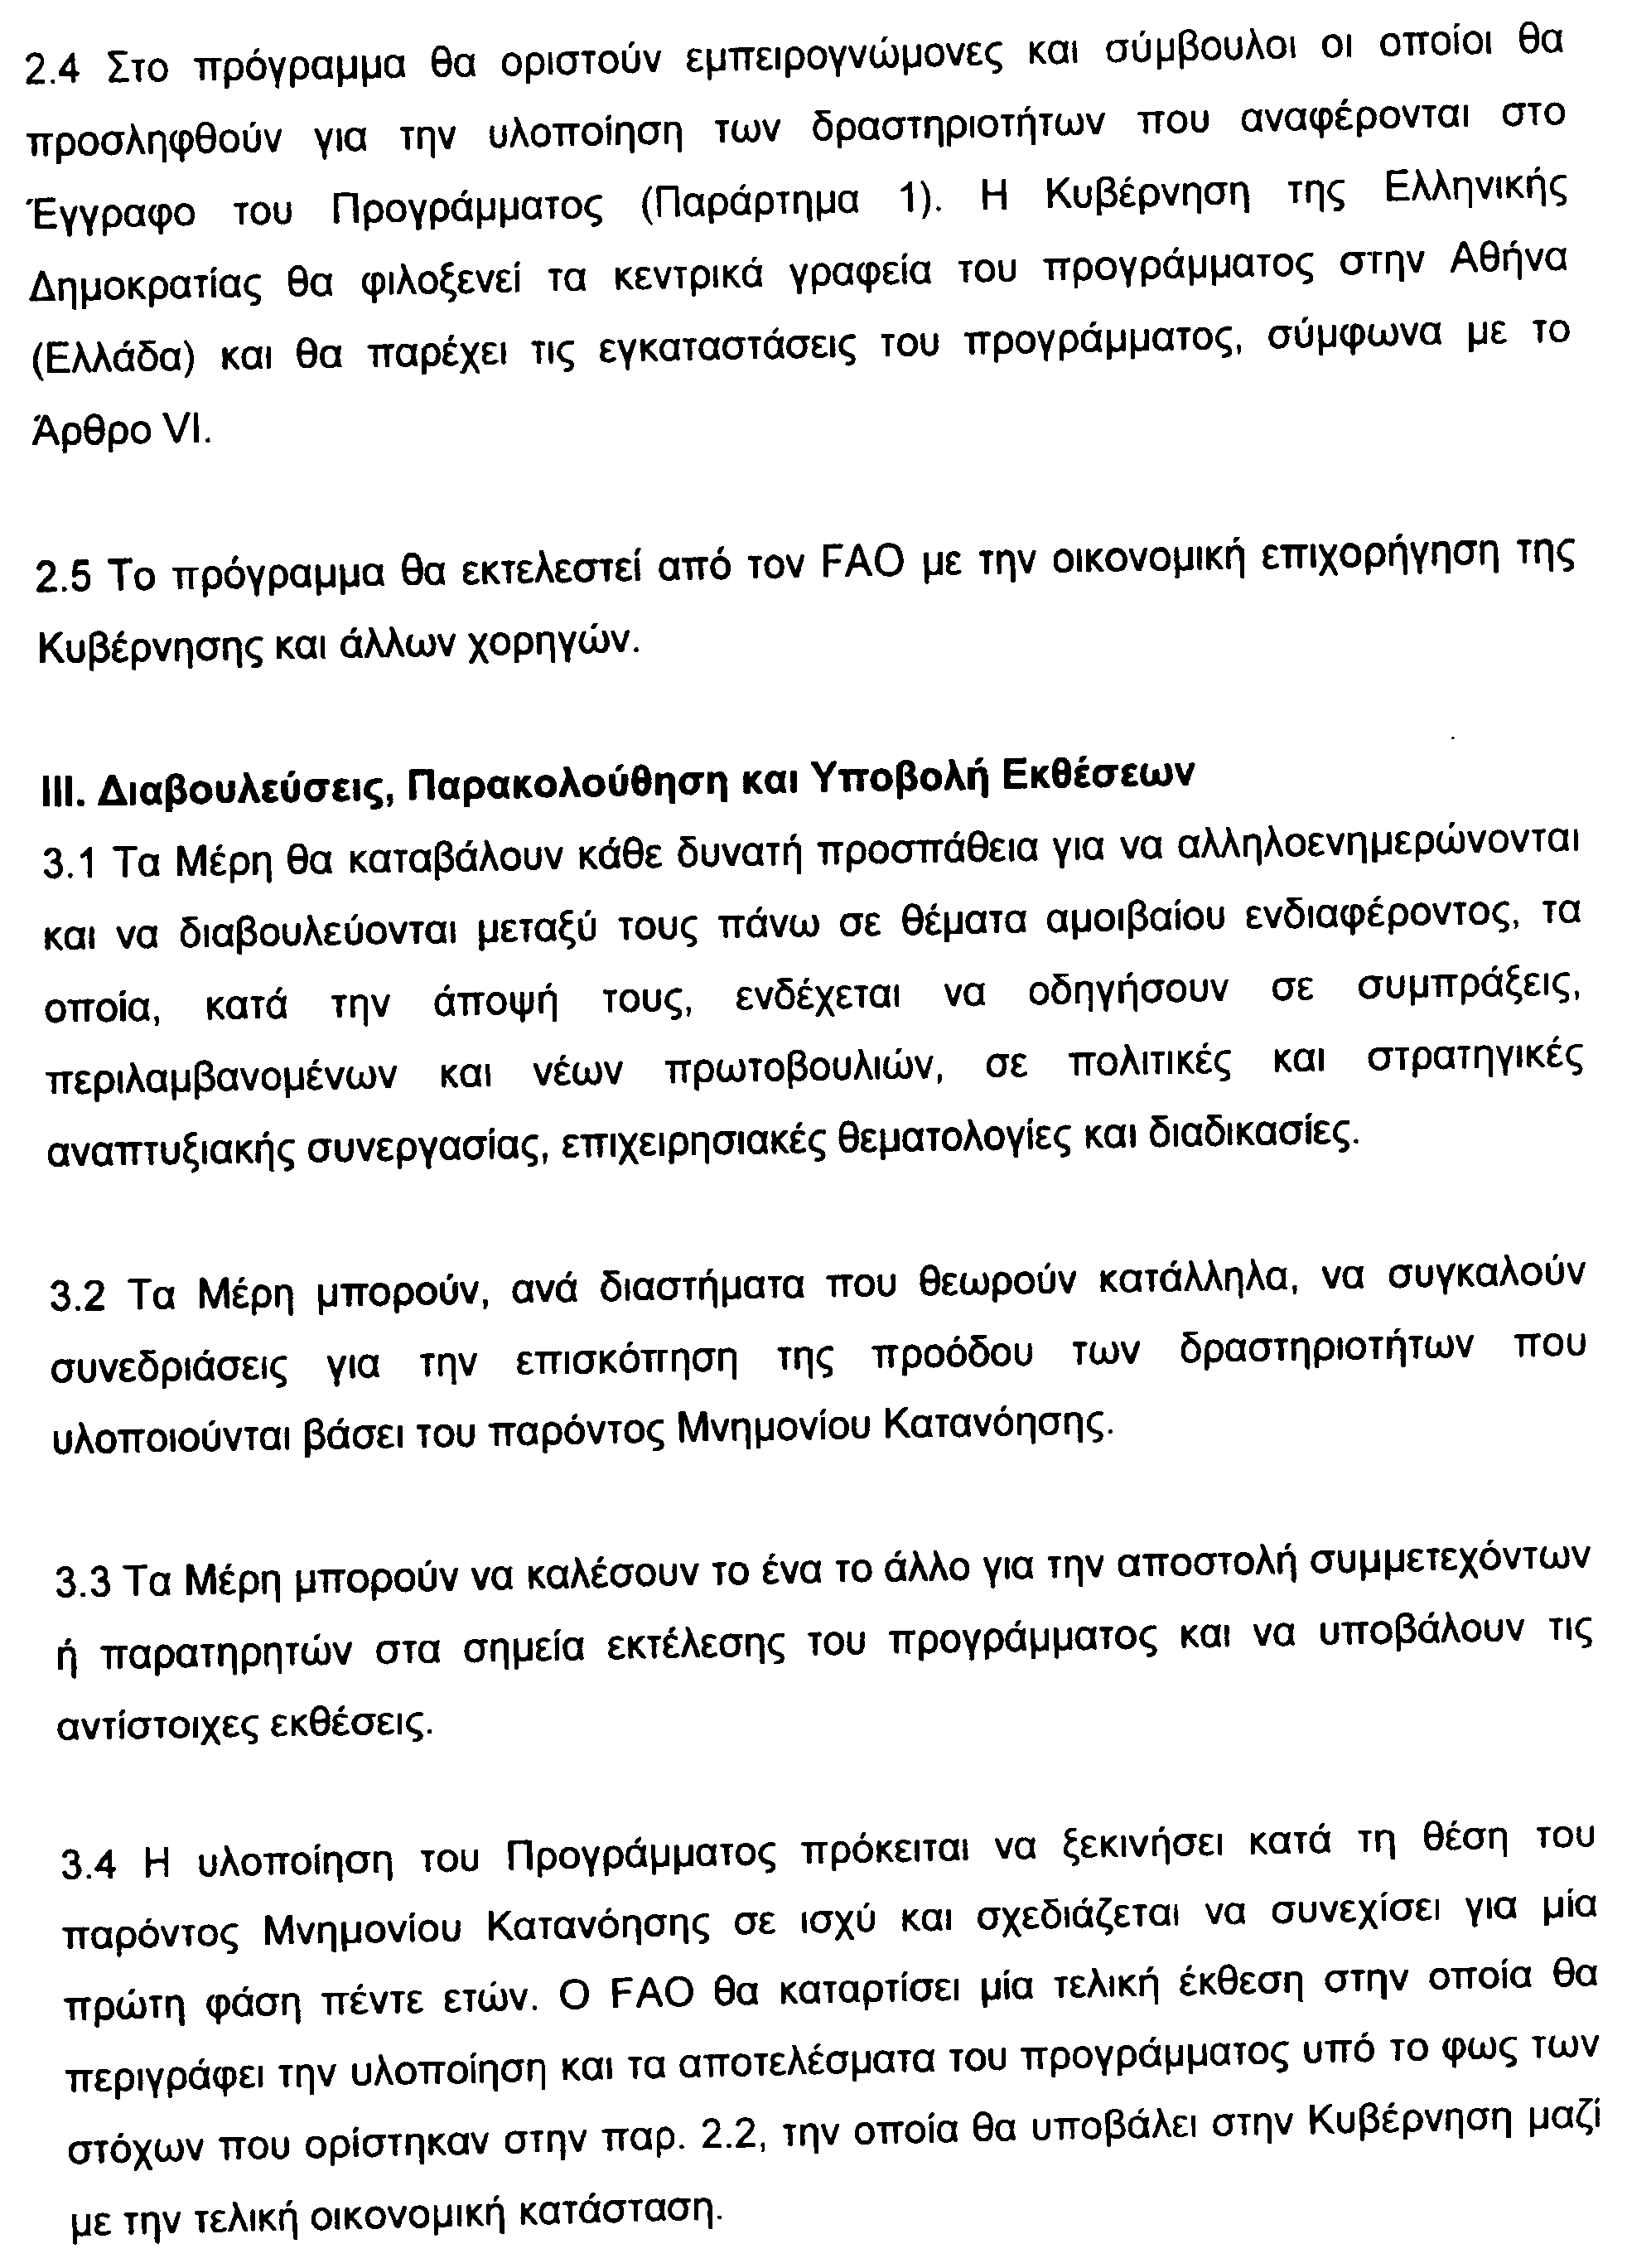 2.4 Στο πρόγραμμα θα οριστούν εμπειρογνώμονες και σύμβουλοι οι οποίοι θα
προσληφθούν για την υλοποίηση των δραστηριοτήτων που αναφέρονται στο
Έγγραφο του Προγράμματος (Παράρτημα 1). Η Κυβέρνηση της Ελληνικής
Δημοκρατίας θα φιλοξενεί τα κεντρικά γραφεία του προγράμματος στην Αθήνα
(Ελλάδα) και θα παρέχει τις εγκαταστάσεις του προγράμματος, σύμφωνα με το
Άρθρο VI.
2.5 Το πρόγραμμα θα εκτελεστεί από τον FAO με την οικονομική επιχορήγηση της
Κυβέρνησης και άλλων χορηγών.
III. Διαβουλεύσεις, Παρακολούθηση και Υποβολή Εκθέσεων
3.1 Τα Μέρη θα καταβάλουν κάθε δυνατή προσπάθεια για να αλληλοενημερώνονται
και να διαβουλεύονται μεταξύ τους πάνω σε θέματα αμοιβαίου ενδιαφέροντος, τα
οποία, κατά την άποψή τους, ενδέχεται να οδηγήσουν σε συμπράξεις,
περιλαμβανομένων και νέων πρωτοβουλιών, σε πολιτικές και στρατηγικές
αναπτυξιακής συνεργασίας, επιχειρησιακές θεματολογίες και διαδικασίες.
3.2 Τα Μέρη μπορούν, ανά διαστήματα που θεωρούν κατάλληλα, να συγκαλούν
συνεδριάσεις για την επισκόπηση της προόδου των δραστηριοτήτων που
υλοποιούνται βάσει του παρόντος Μνημονίου Κατανόησης.
3.3 Τα Μέρη μπορούν να καλέσουν το ένα το άλλο για την αποστολή συμμετεχόντων
ή παρατηρητών στα σημεία εκτέλεσης του προγράμματος και να υποβάλουν τις
αντίστοιχες εκθέσεις.
3.4 Η υλοποίηση του Προγράμματος πρόκειται να ξεκινήσει κατά τη θέση του
παρόντος Μνημονίου Κατανόησης σε ισχύ και σχεδιάζεται να συνεχίσει για μία
πρώτη φάση πέντε ετών. Ο FAO θα καταρτίσει μία τελική έκθεση στην οποία θα
περιγράφει την υλοποίηση και τα αποτελέσματα του προγράμματος υπό το φως των
στόχων που ορίστηκαν στην παρ. 2.2, την οποία θα υποβάλει στην Κυβέρνηση μαζί
με την τελική οικονομική κατάσταση.